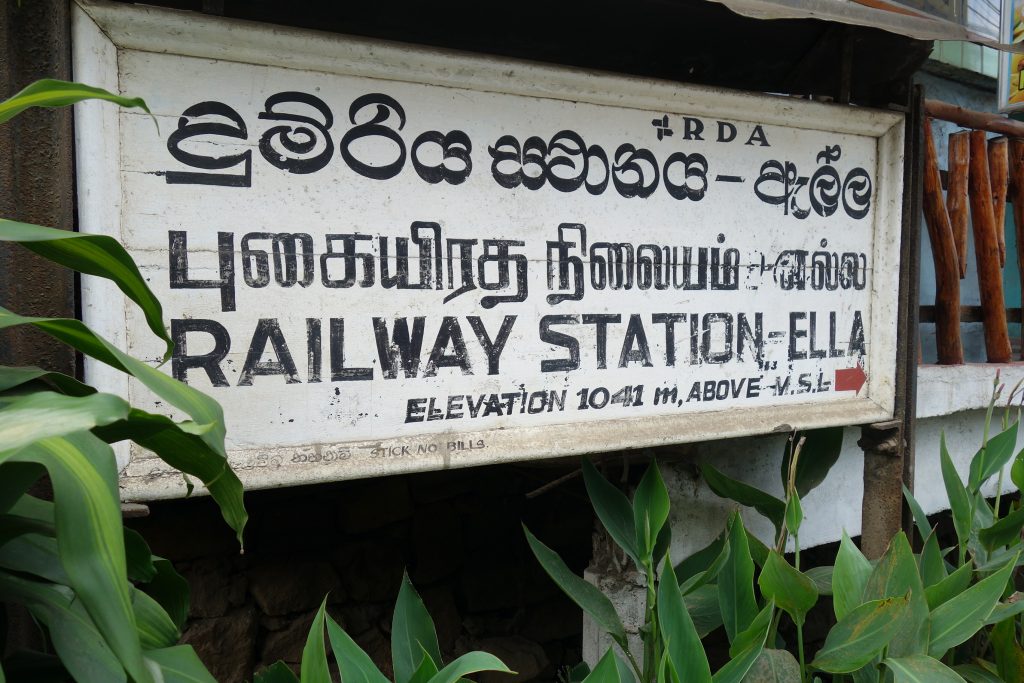 RDA
දුම්රිය ස්ථානය - ඇල්ල
புகையிரத நிலையம் - எல்ல
RAILWAY STATION-ELLA
ELEVATION 1041 m, ABOVE M.S.L
STICK NO BILLS